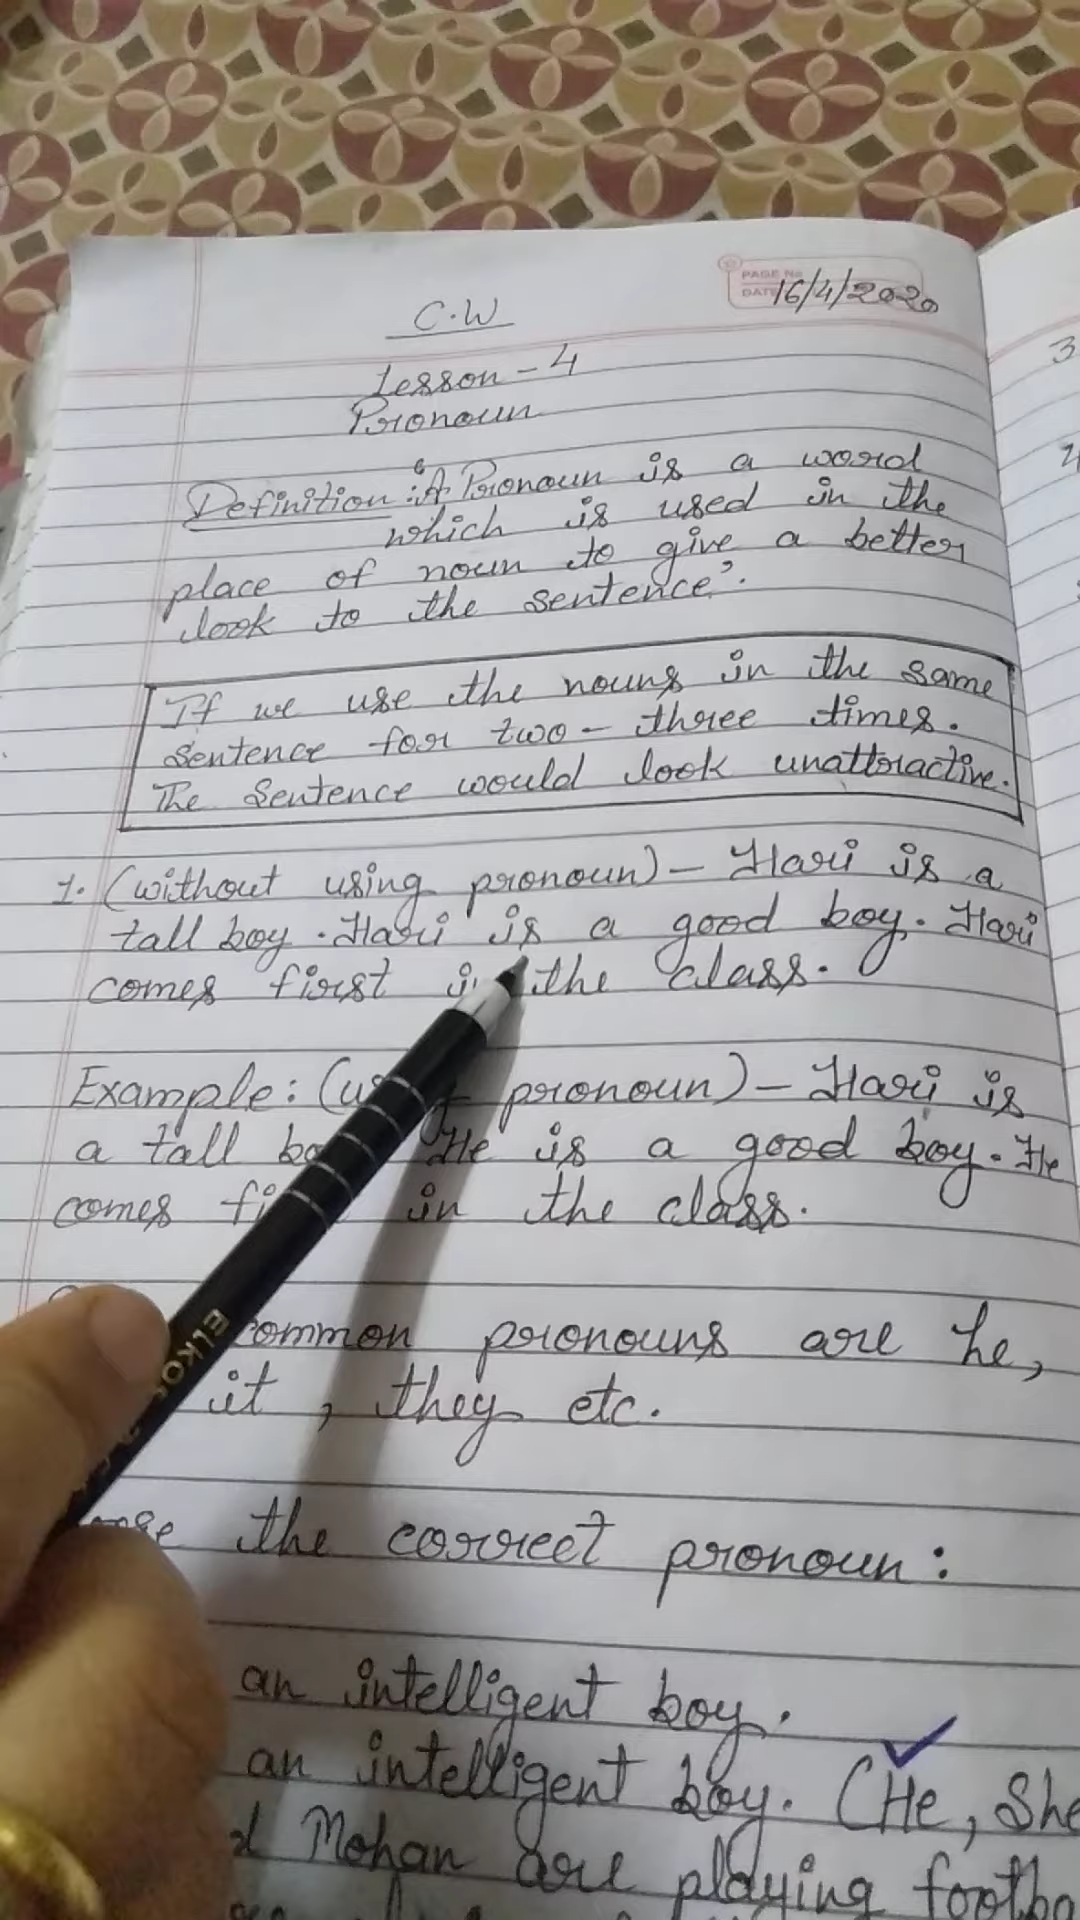 PAGE No
DATE 16/4/2020
C.W
Lesson - 4
Pronoun
Definition : "A Pronoun is a word
which is used in the
place of noun to give a better
look to the sentence".
If we use the nouns in the same
sentence for two - three times.
The Sentence would look unattractive.
1. (without using pronoun) - Hari is a
tall boy. Hari is a good boy. Hari
comes first in the class.
Example: ( pronoun) - Hari is
a tall He is a good boy. He
comes in the class.
common pronouns are he,
it, they etc.
the correct pronoun:
an intelligent boy.
an intelligent boy. (He, She
Mohan are playing
3
ELKOS